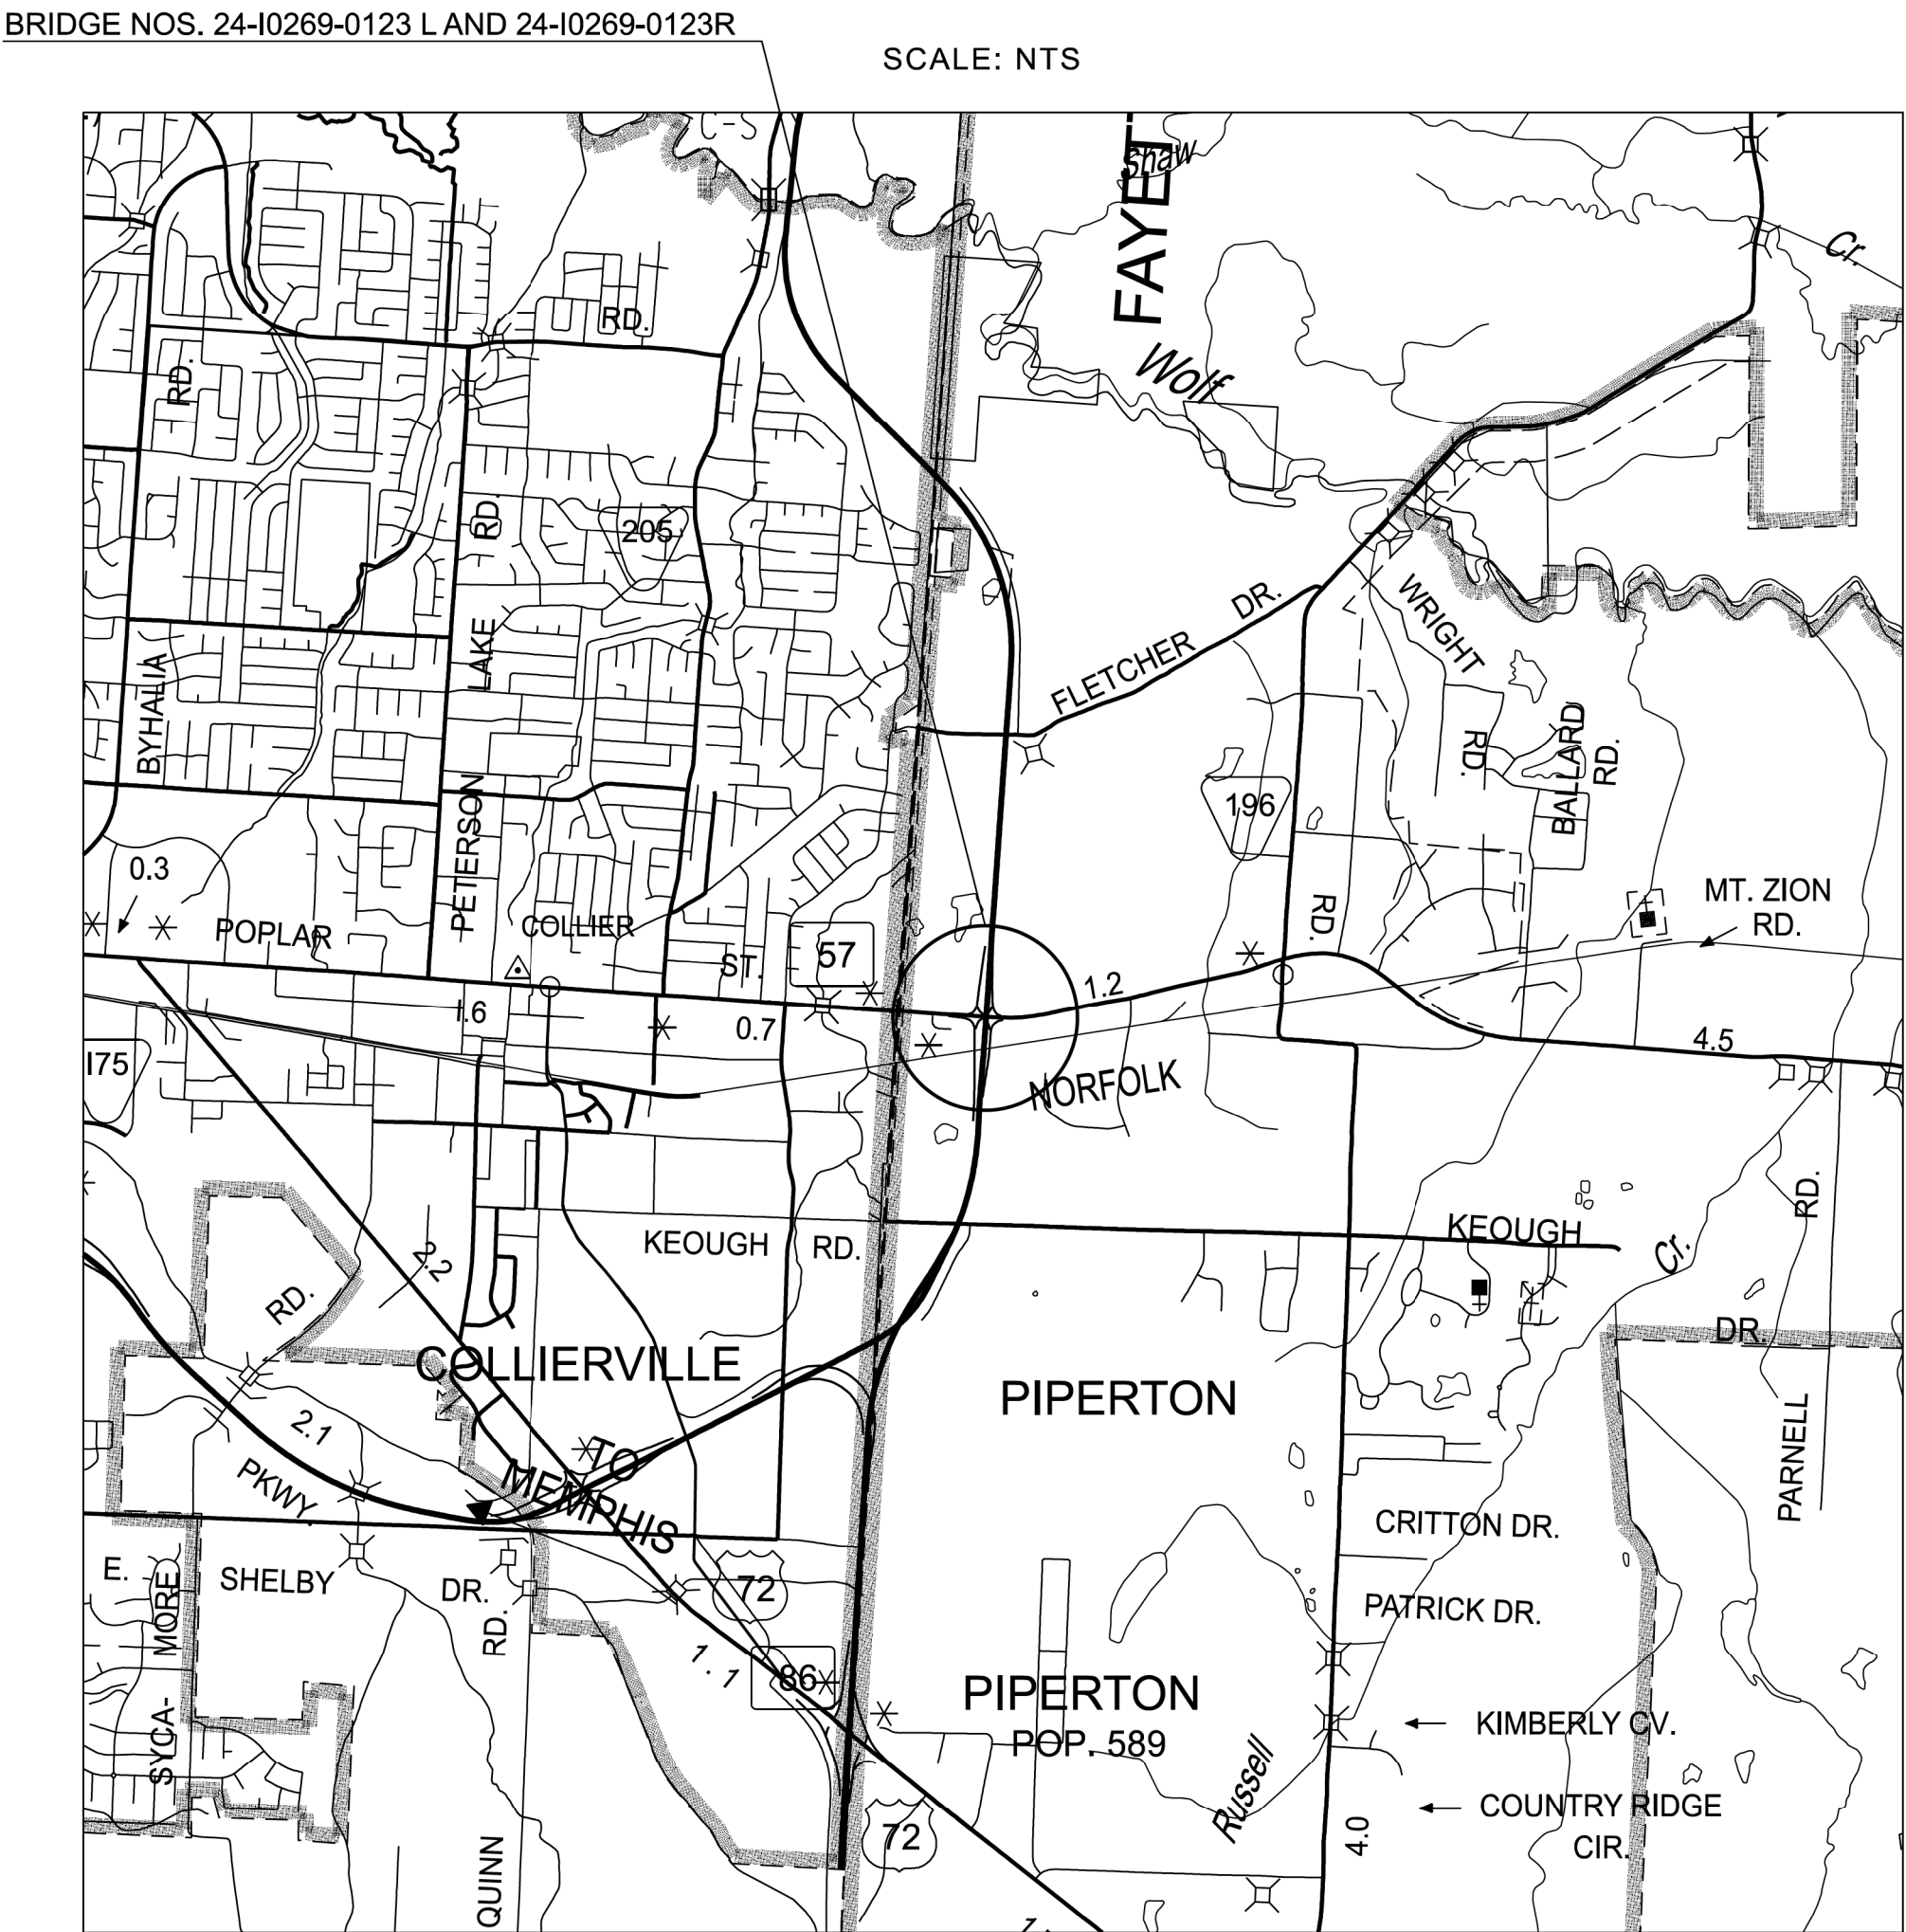 BRIDGE NOS. 24-I0269-0123 L AND 24-I0269-0123R
SCALE: NTS
Shaw
FAYET
Cr.
RD.
RD.
Wolf
RD.
205
DR.
WRIGHT
LAKE
FLETCHER
BYHALIA
BALLARD
RD.
RD.
196
PETERSON
0.3
MT. ZION
RD.
POPLAR
COLLIER
RD.
ST.
57
1.2
1.6
0.7
4.5
175
NORFOLK
RD.
KEOUGH
KEOUGH RD.
Cr.
2.2
RD.
DR.
COLLIERVILLE
PIPERTON
2.1
TO
MEMPHIS
PARNELL
PKWY.
CRITTON DR.
E.
SHELBY
DR.
72
MORE
PATRICK DR.
RD.
1.1
86
PIPERTON
POP. 589
KIMBERLY CV.
SYCA-
Russell
72
COUNTRY RIDGE
CIR.
4.0
QUINN